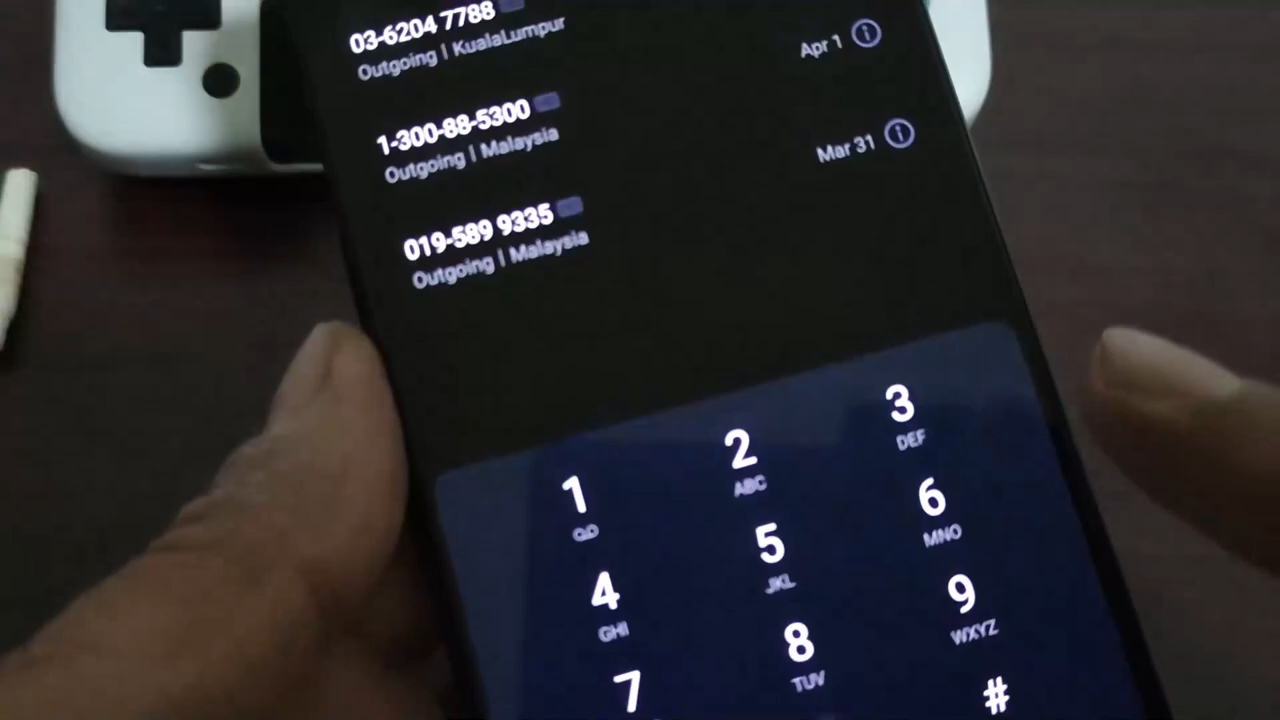 03-6204 7788
Outgoing | KualaLumpur
Apr 1
1-300-88-5300
Outgoing | Malaysia
Mar 31
019-589 9335
Outgoing | Malaysia
1
2
ABC
3
DEF
4
GHI
5
JKL
6
MNO
7
8
TUV
9
WXYZ
#